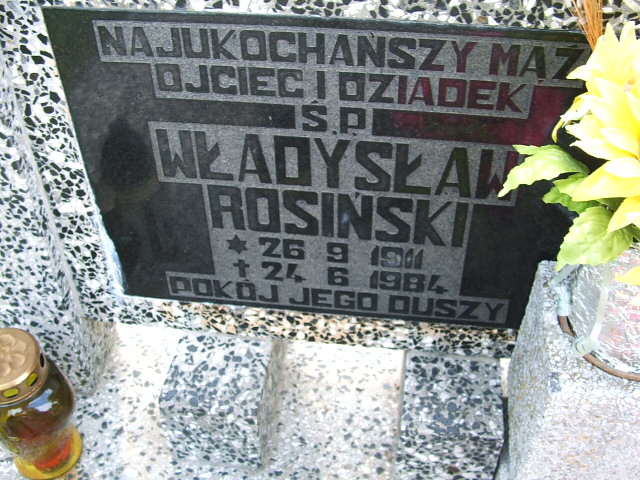 NAJUKOCHAŃSZY MĄŻ
OJCIEC I DZIADEK
Ś.P.
WŁADYSŁAW
ROSIŃSKI
* 26 9 1911
✝ 24 6 1984
POKÓJ JEGO DUSZY